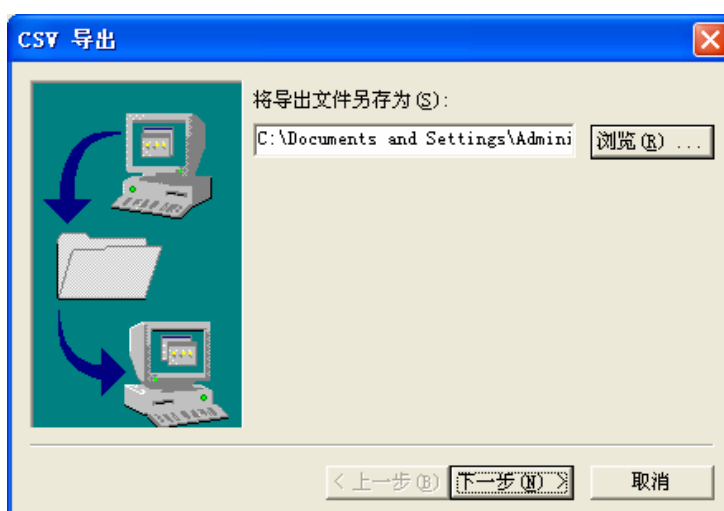 CSV 导出
将导出文件另存为(S):
C:\Documents and Settings\Admini
浏览(R) ...
< 上一步(B)
下一步(N) >
取消